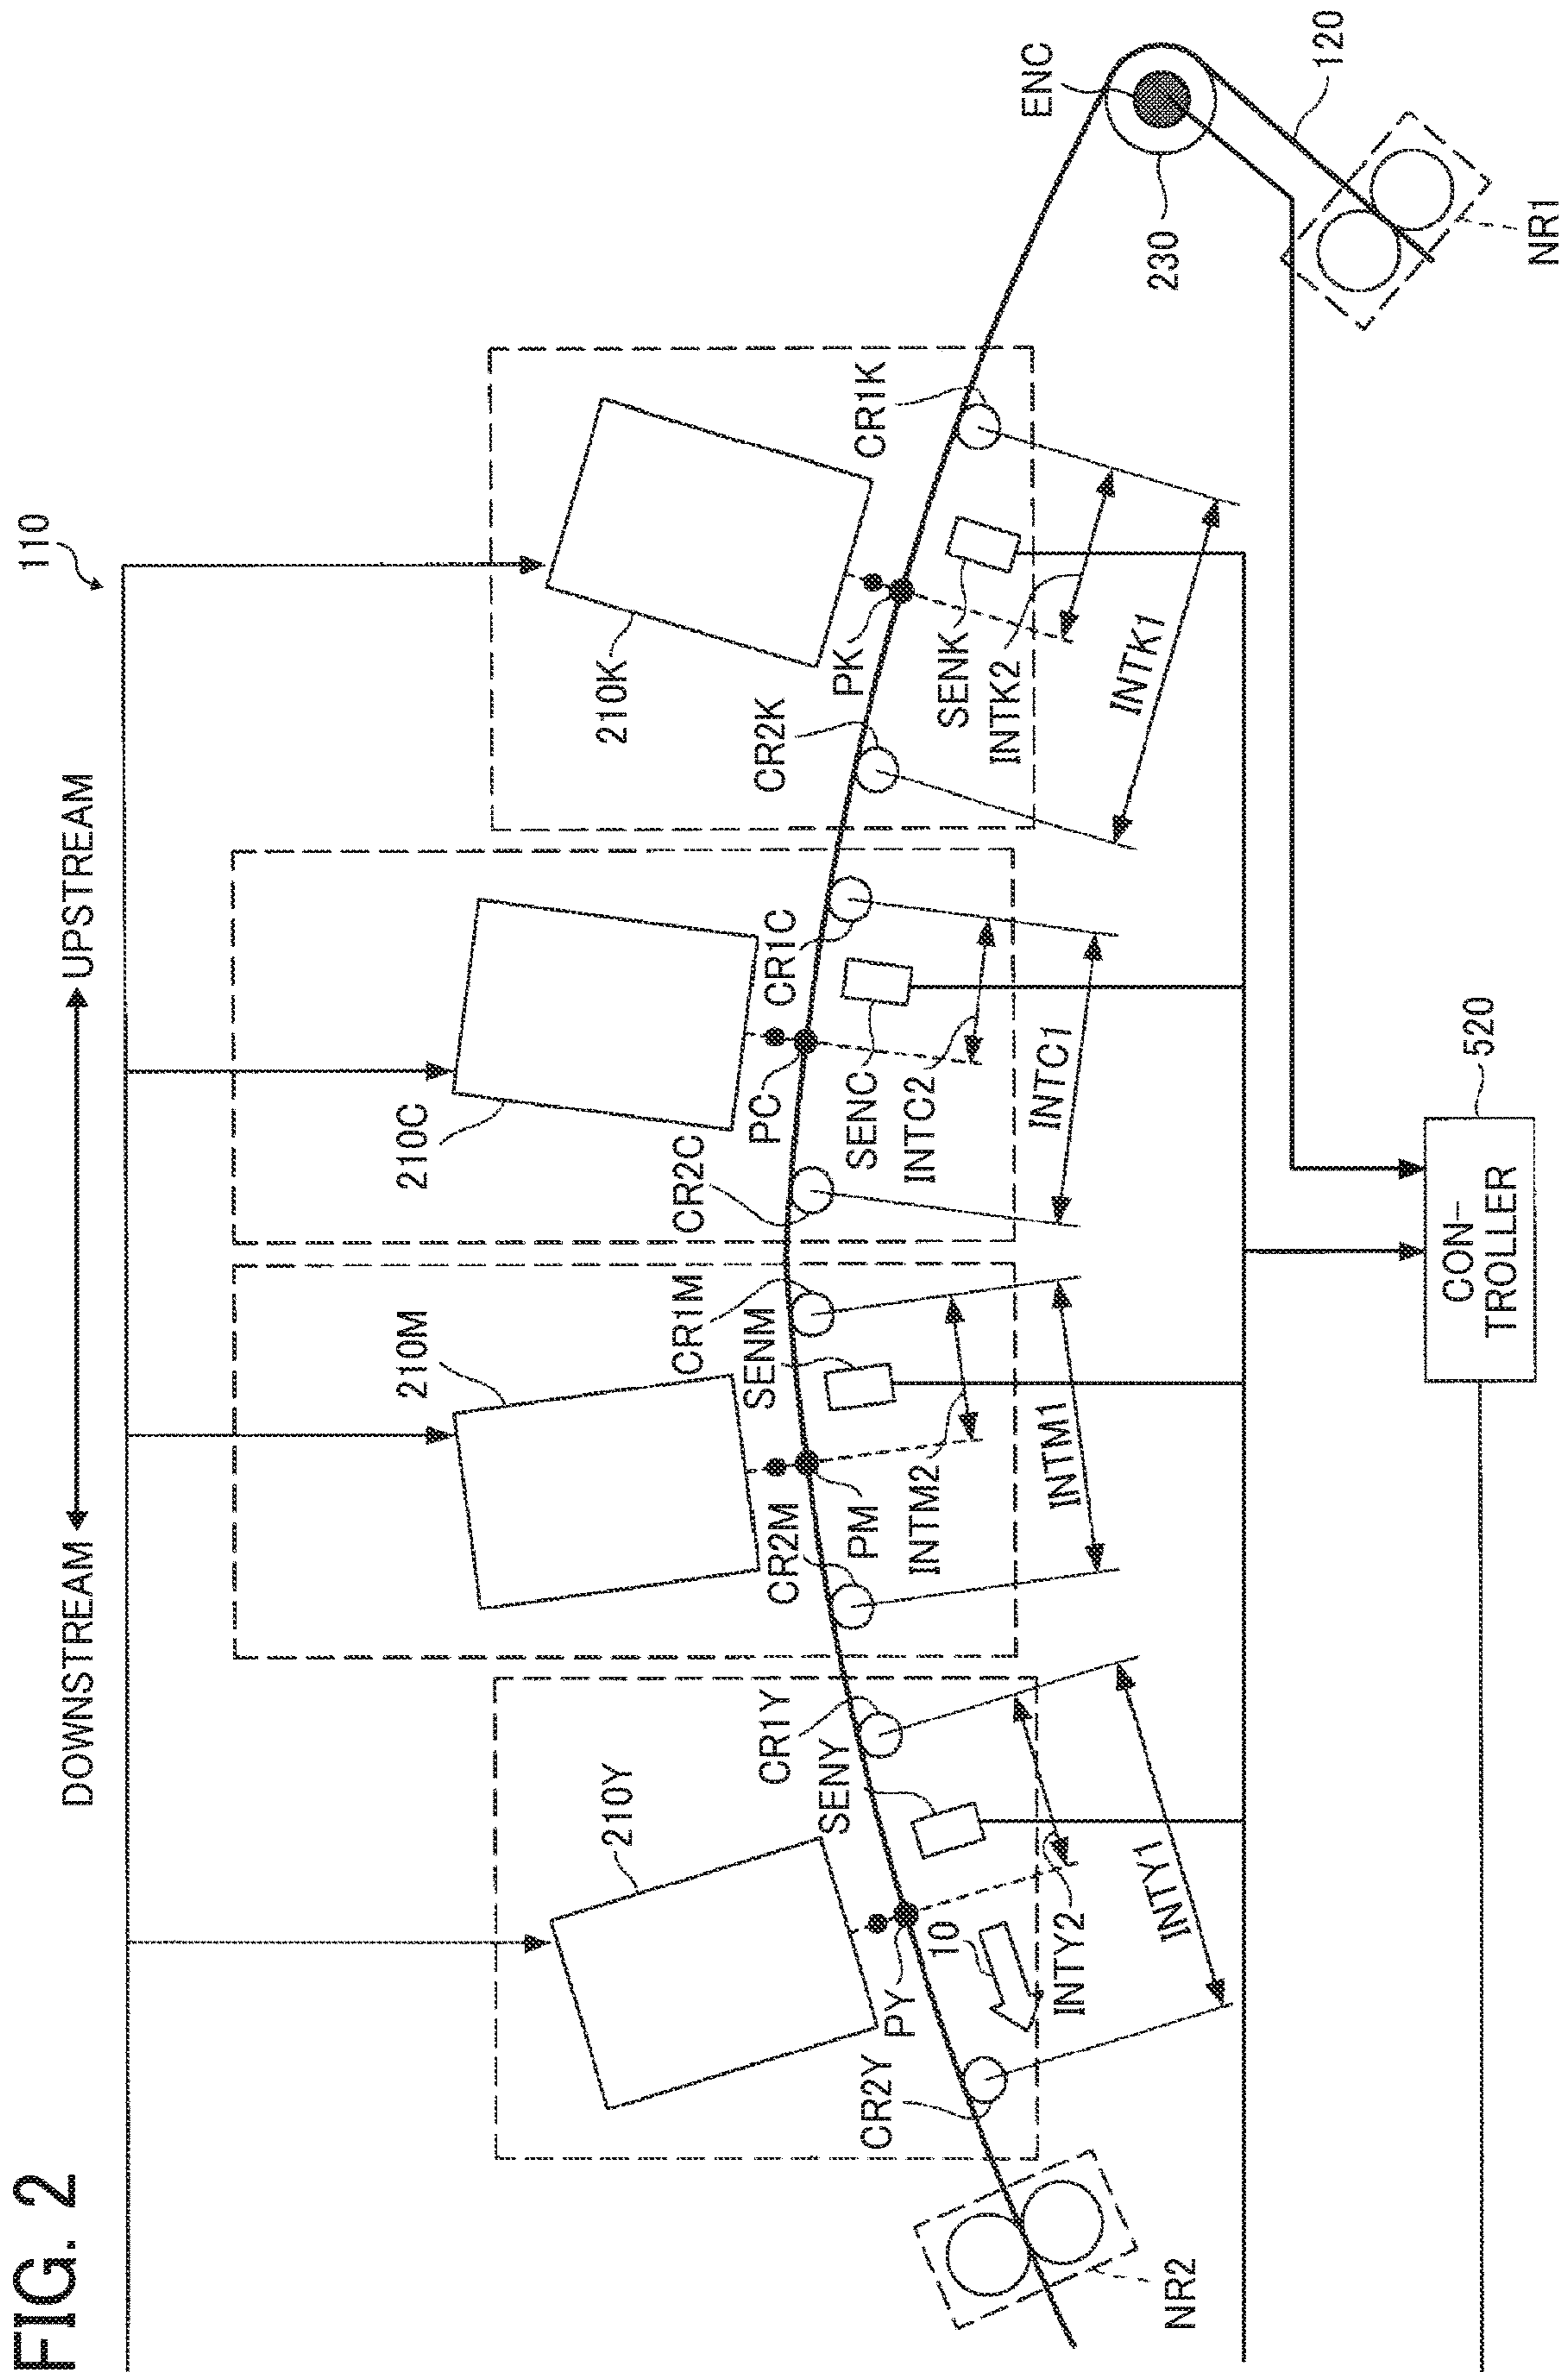 FIG. 2
110
DOWNSTREAM
UPSTREAM
210Y
210M
210C
210K
CR2Y
PY
SENY
CR1Y
10
INTY2
INTY1
CR2M
PM
SENM
CR1M
INTM2
INTM1
CR2C
PC
CR1C
SENC
INTC2
INTC1
CR2K
PK
CR1K
SENK
INTK2
INTK1
ENC
230
120
NR1
NR2
520
CON-
TROLLER